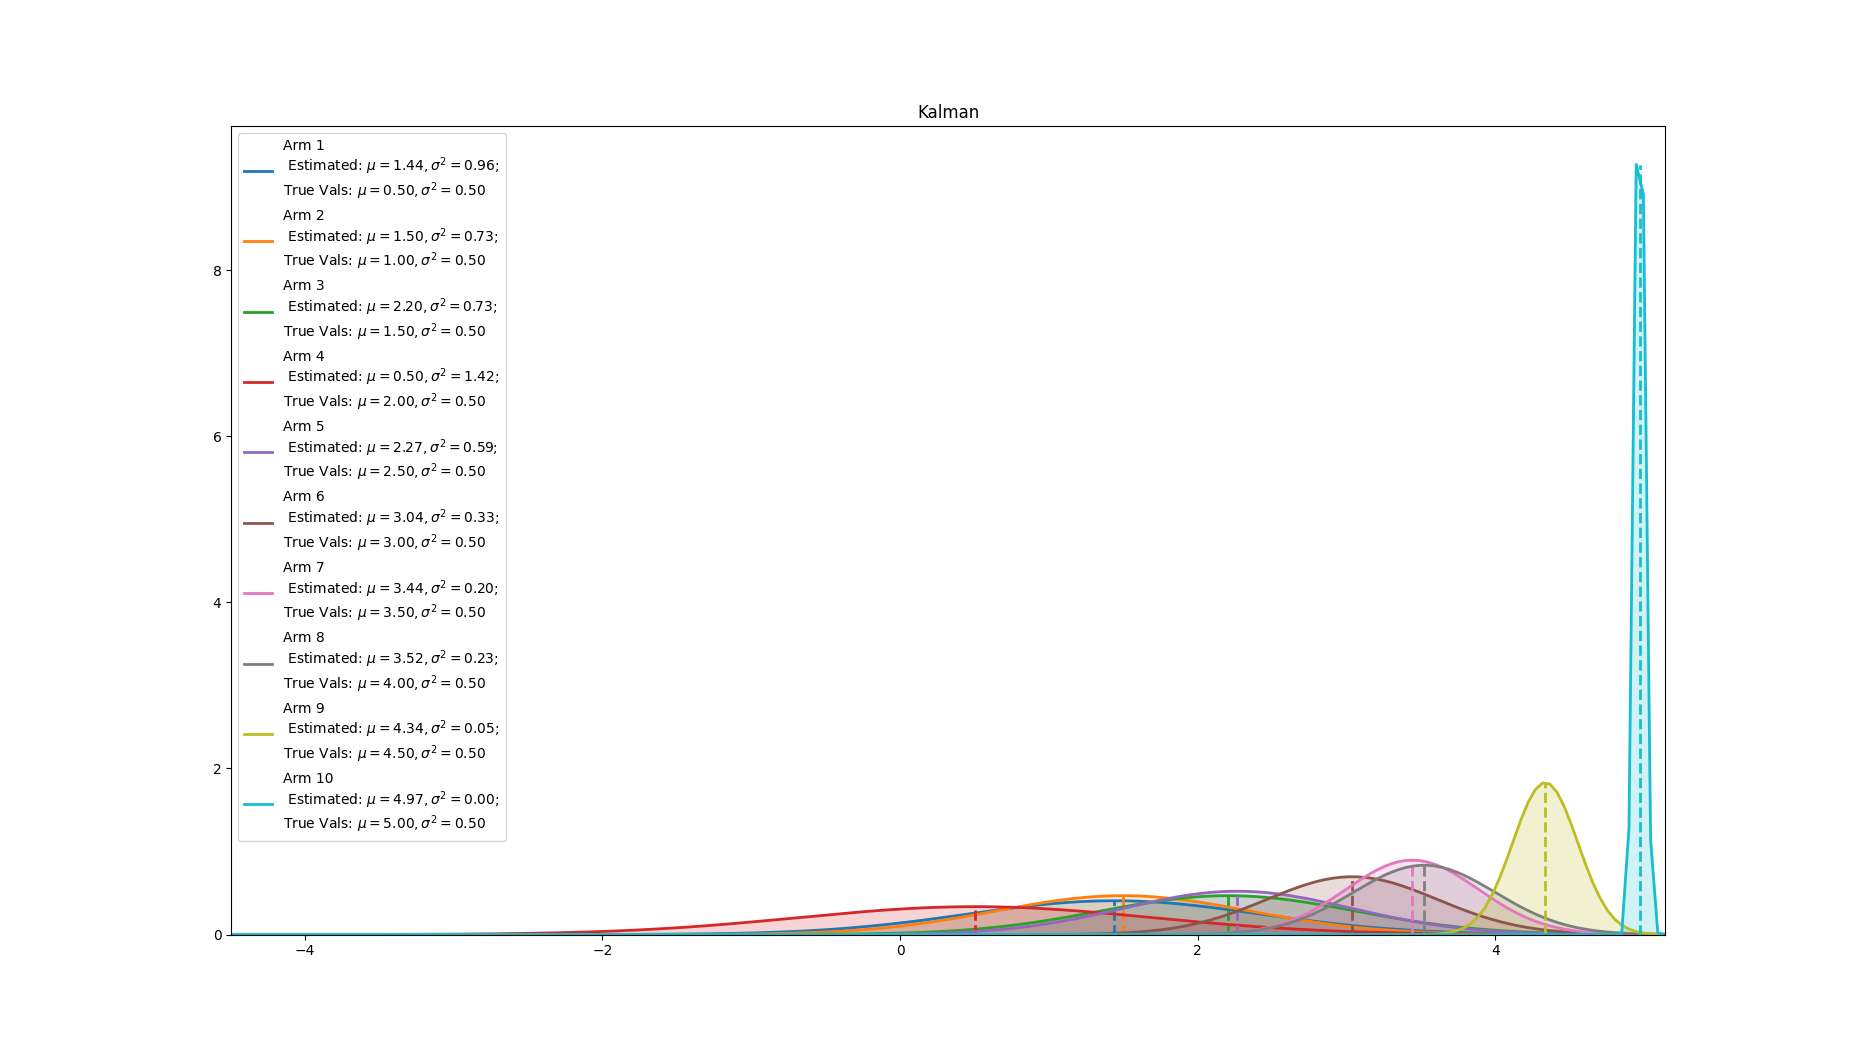 Kalman
Arm 1
Estimated: μ = 1.44, σ² = 0.96;
True Vals: μ = 0.50, σ² = 0.50
Arm 2
Estimated: μ = 1.50, σ² = 0.73;
True Vals: μ = 1.00, σ² = 0.50
Arm 3
Estimated: μ = 2.20, σ² = 0.73;
True Vals: μ = 1.50, σ² = 0.50
Arm 4
Estimated: μ = 0.50, σ² = 1.42;
True Vals: μ = 2.00, σ² = 0.50
Arm 5
Estimated: μ = 2.27, σ² = 0.59;
True Vals: μ = 2.50, σ² = 0.50
Arm 6
Estimated: μ = 3.04, σ² = 0.33;
True Vals: μ = 3.00, σ² = 0.50
Arm 7
Estimated: μ = 3.44, σ² = 0.20;
True Vals: μ = 3.50, σ² = 0.50
Arm 8
Estimated: μ = 3.52, σ² = 0.23;
True Vals: μ = 4.00, σ² = 0.50
Arm 9
Estimated: μ = 4.34, σ² = 0.05;
True Vals: μ = 4.50, σ² = 0.50
Arm 10
Estimated: μ = 4.97, σ² = 0.00;
True Vals: μ = 5.00, σ² = 0.50
8
6
4
2
0
−4 −2 0 2 4